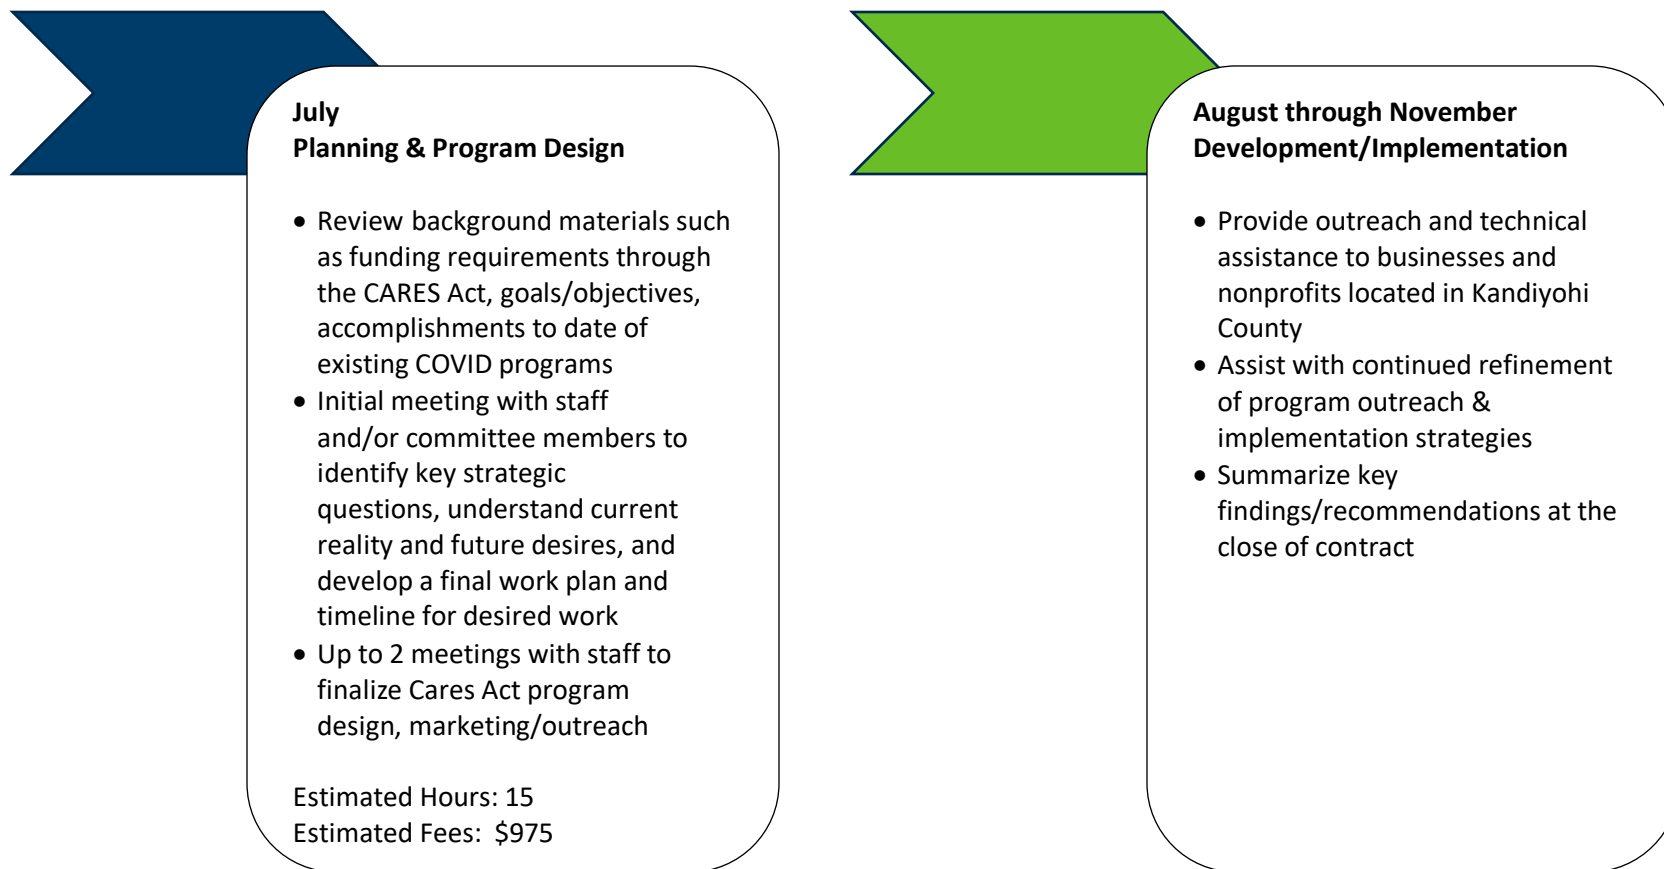 July
Planning & Program Design
• Review background materials such
as funding requirements through
the CARES Act, goals/objectives,
accomplishments to date of
existing COVID programs
• Initial meeting with staff
and/or committee members to
identify key strategic
questions, understand current
reality and future desires, and
develop a final work plan and
timeline for desired work
• Up to 2 meetings with staff to
finalize Cares Act program
design, marketing/outreach
Estimated Hours: 15
Estimated Fees:  $975
August through November
Development/Implementation
• Provide outreach and technical
assistance to businesses and
nonprofits located in Kandiyohi
County
• Assist with continued refinement
of program outreach &
implementation strategies
• Summarize key
findings/recommendations at the
close of contract